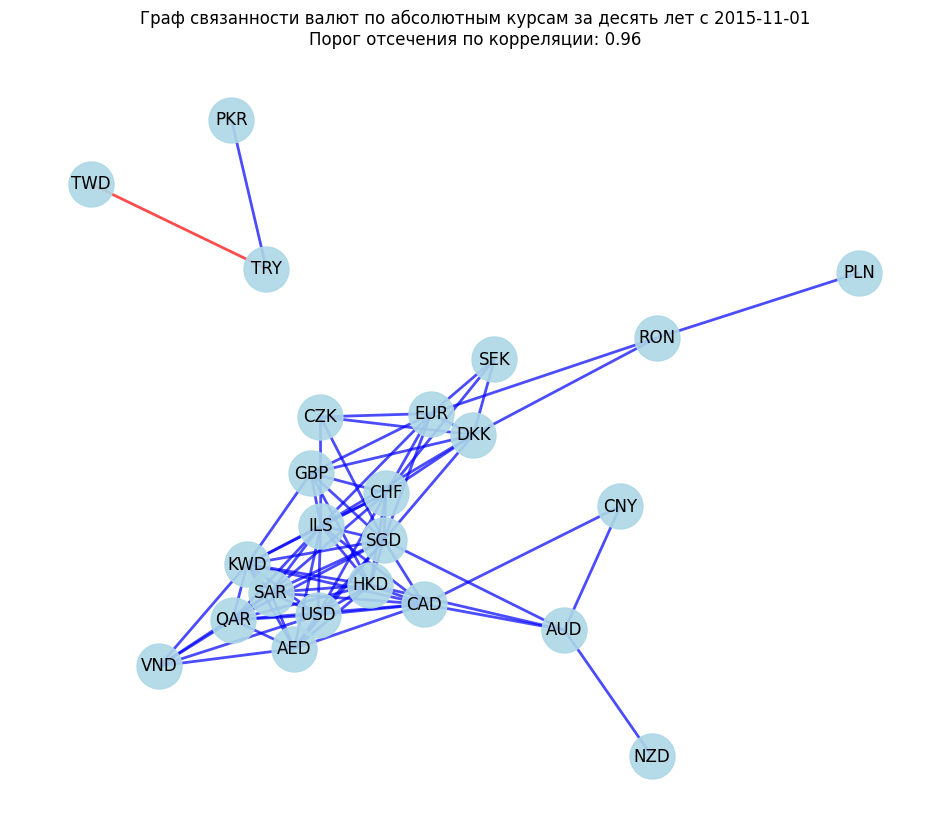 Граф связанности валют по абсолютным курсам за десять лет с 2015-11-01
Порог отсечения по корреляции: 0.96
PKR
TWD
TRY
PLN
RON
SEK
EUR
CZK
DKK
GBP
CHF
CNY
ILS
SGD
KWD
HKD
SAR
CAD
USD
QAR
AUD
AED
VND
NZD